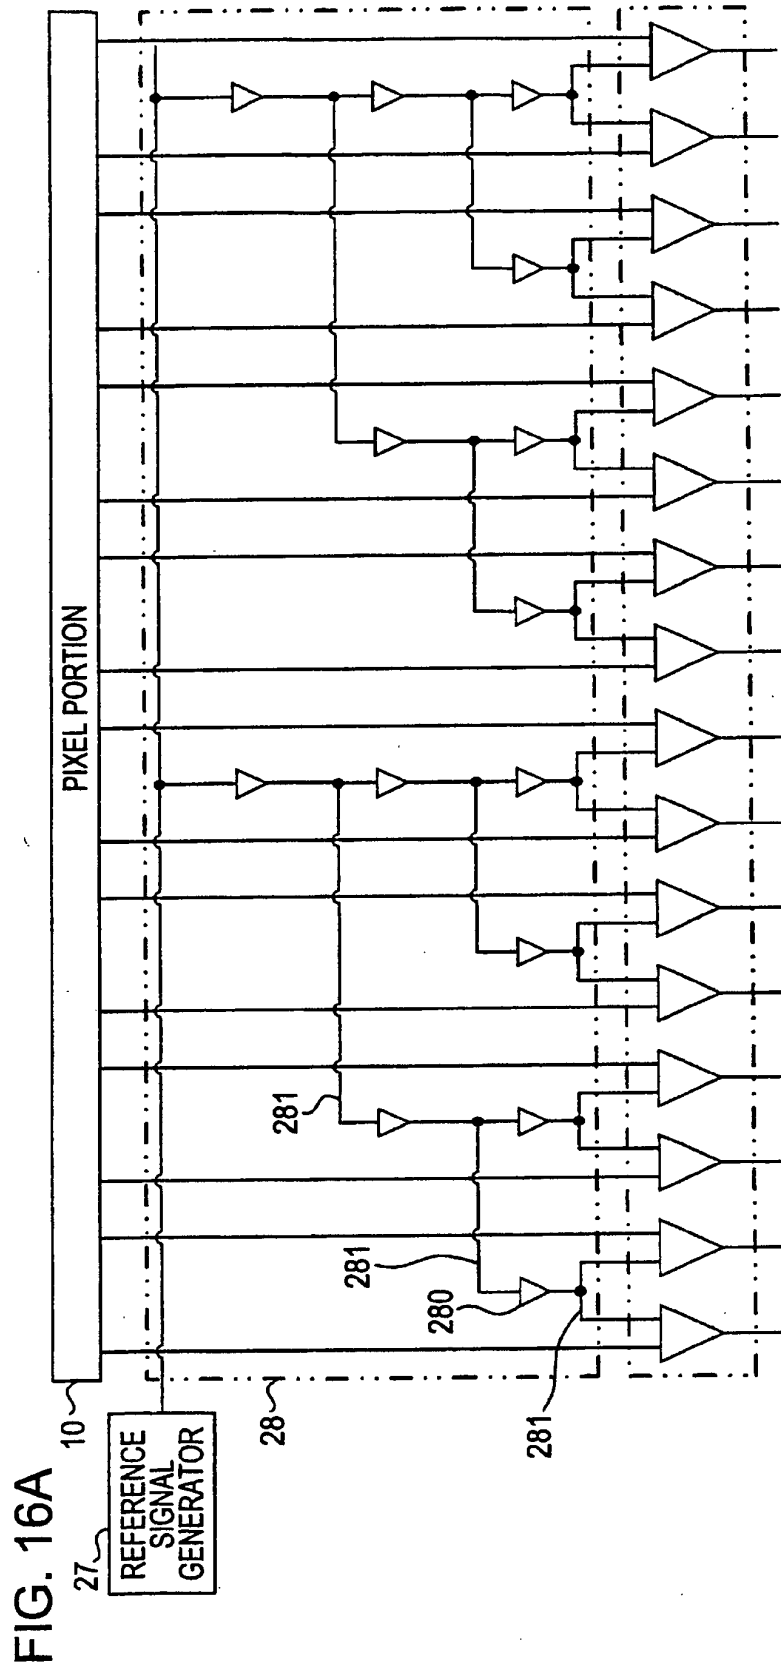 FIG. 16A
27
REFERENCE
SIGNAL
GENERATOR
10
PIXEL PORTION
28
281
281
280
281